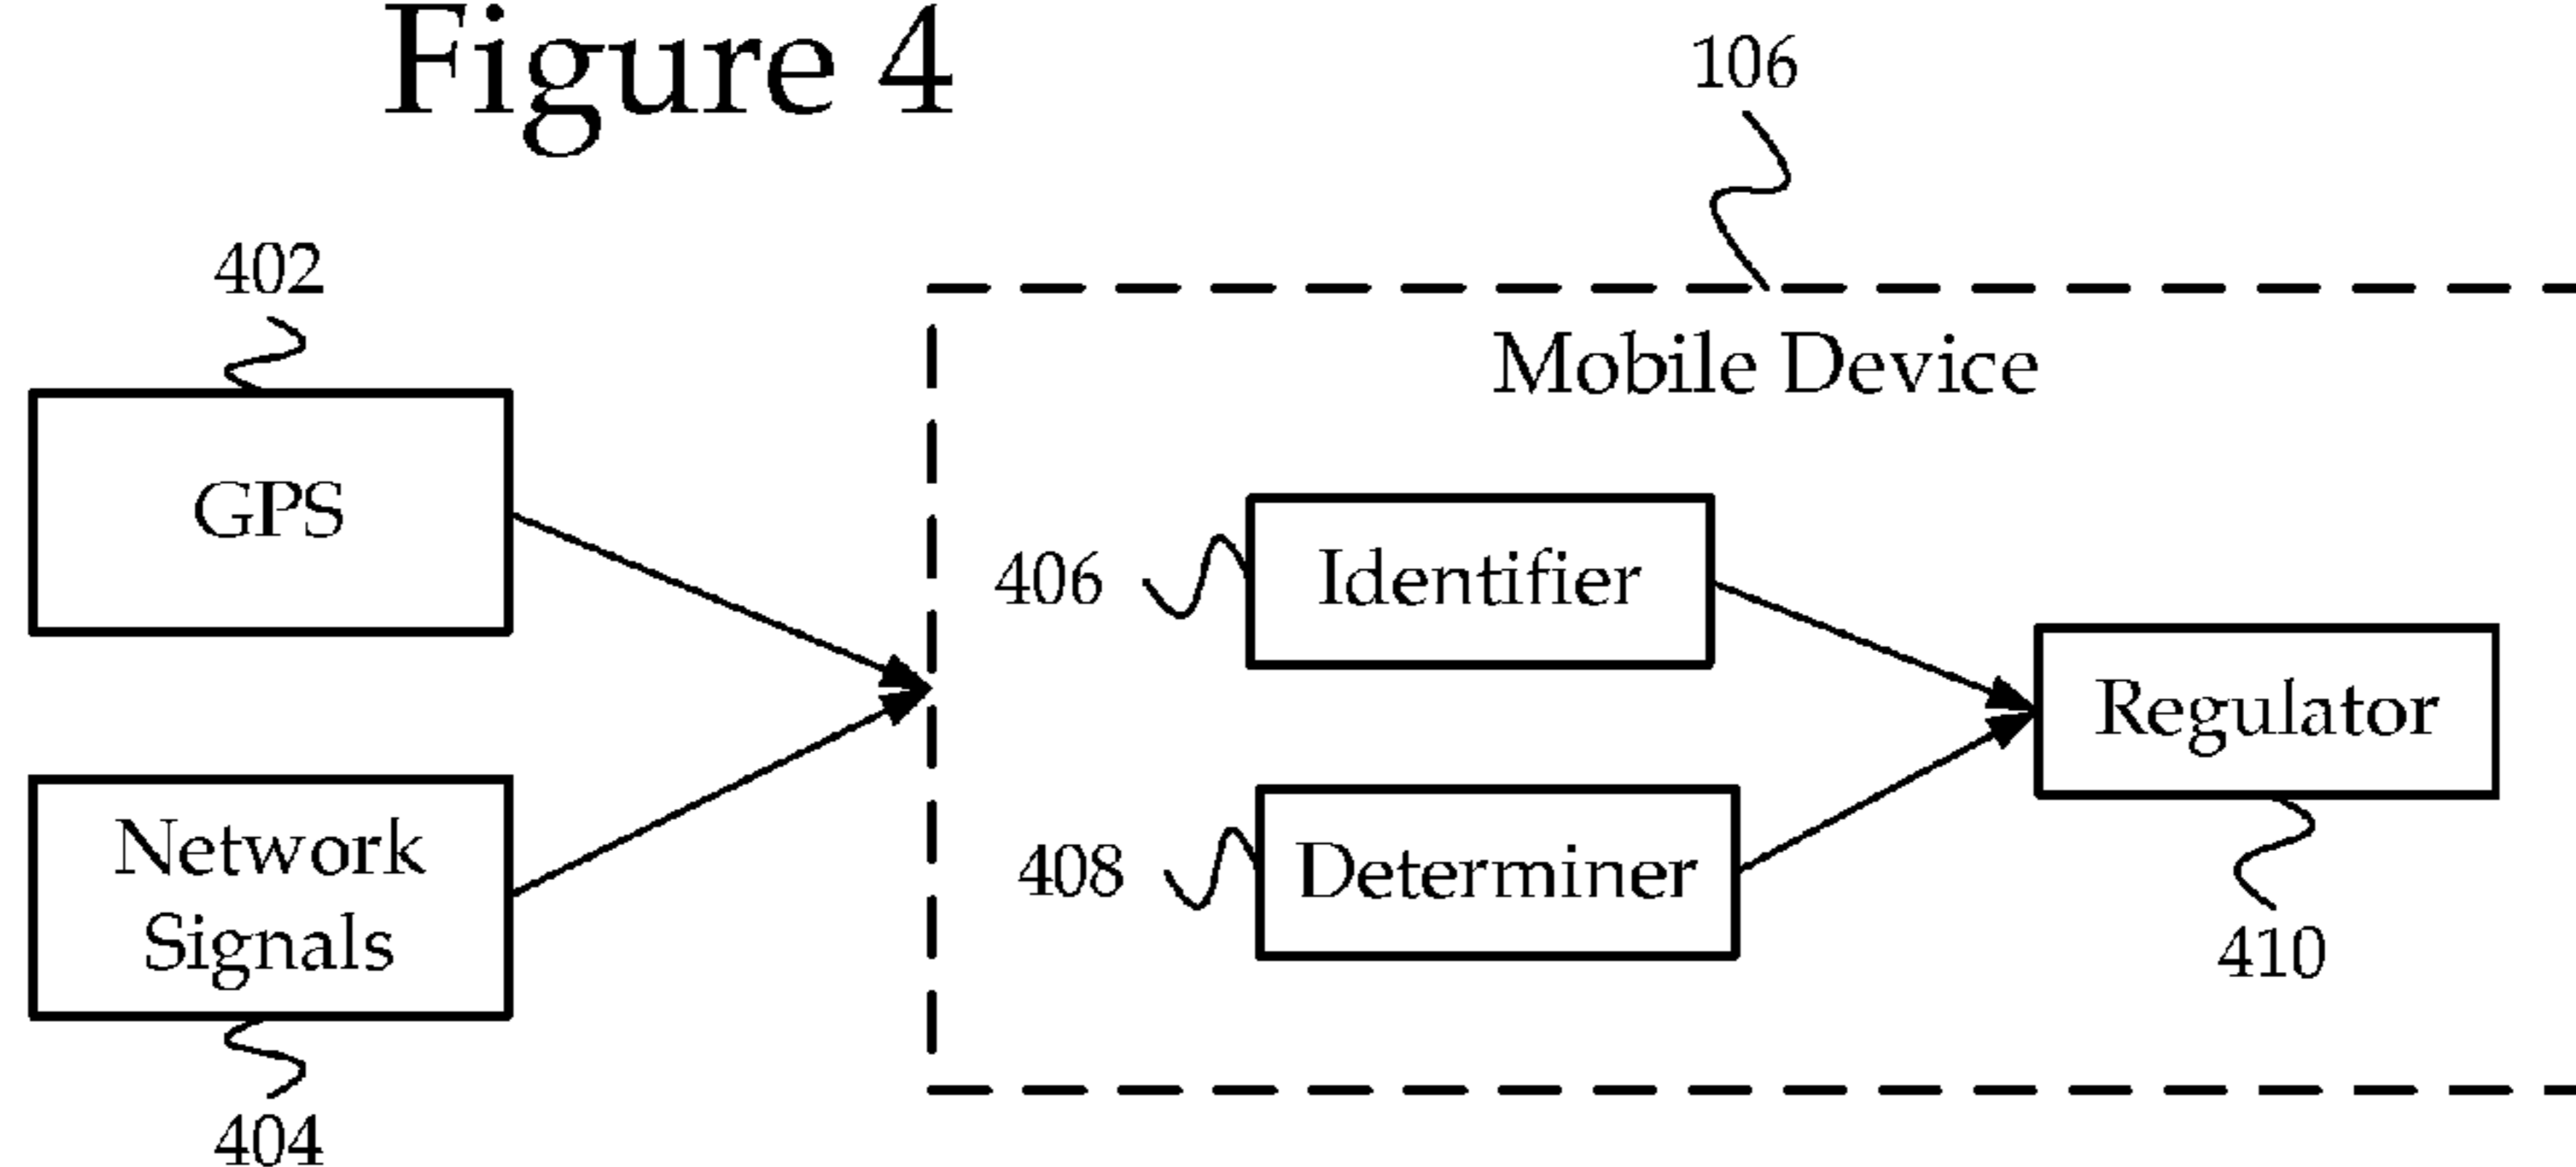 Figure 4
106
402
Mobile Device
GPS
406
Identifier
Regulator
Network
Signals
408
Determiner
410
404